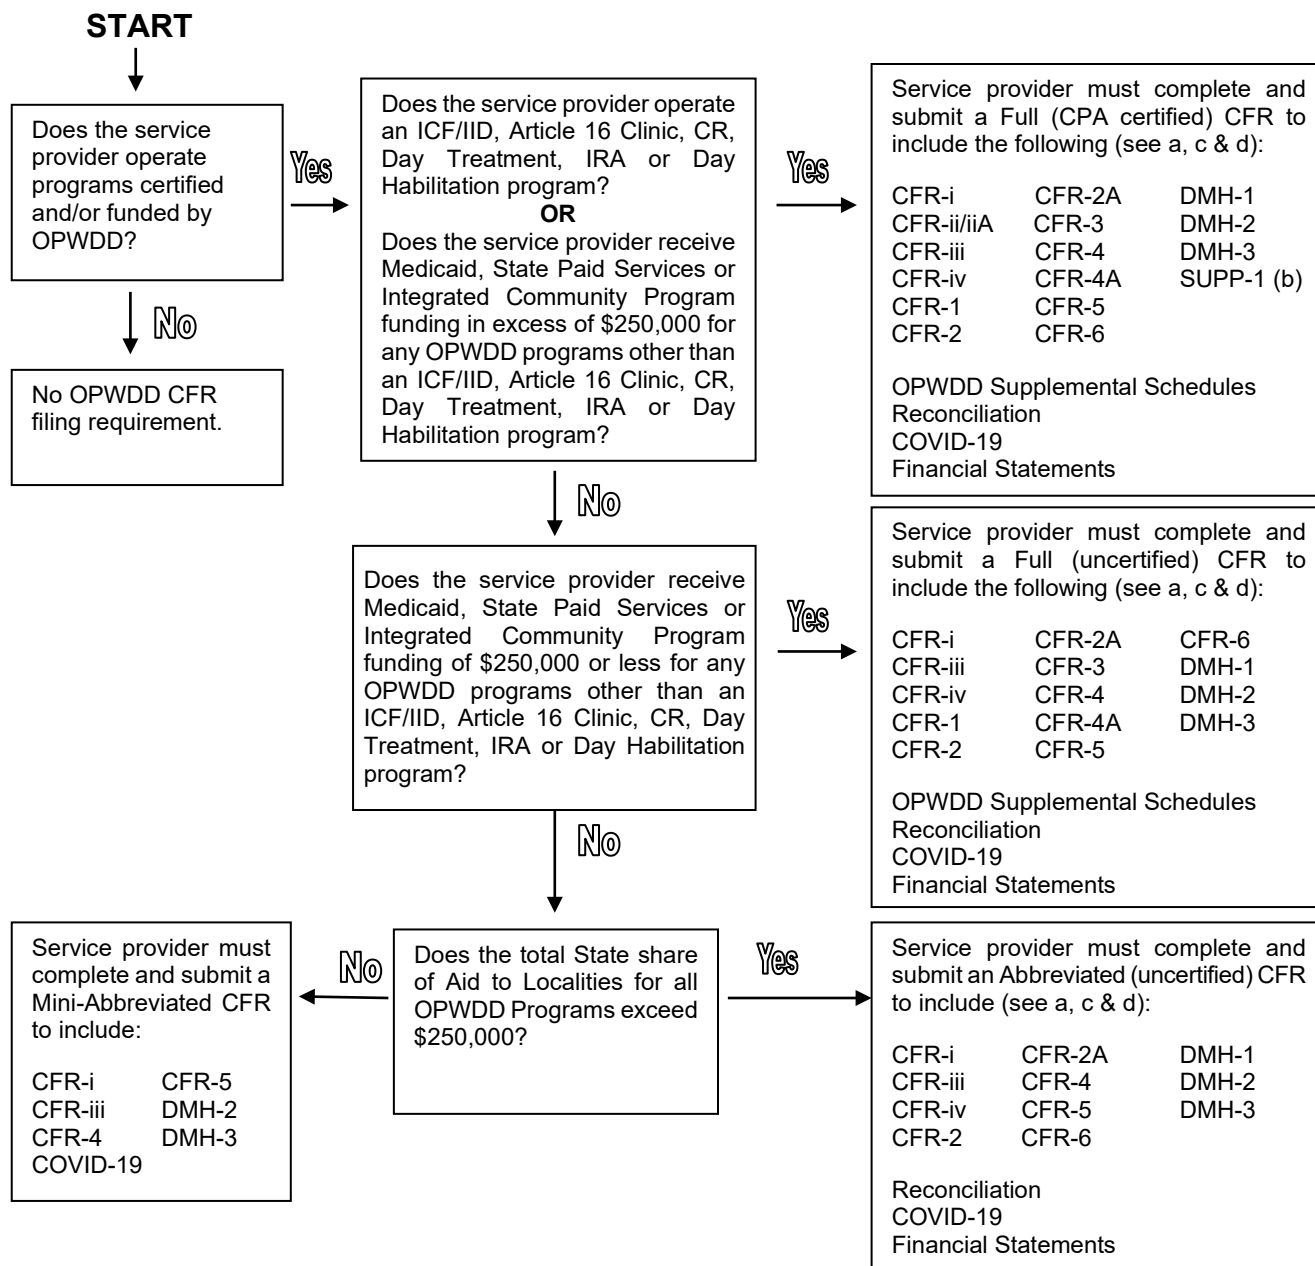 START
Does the service
provider operate
programs certified
and/or funded by
OPWDD?
Yes
No
No OPWDD CFR
filing requirement.
Does the service provider operate
an ICF/IID, Article 16 Clinic, CR,
Day Treatment, IRA or Day
Habilitation program?
OR
Does the service provider receive
Medicaid, State Paid Services or
Integrated Community Program
funding in excess of $250,000 for
any OPWDD programs other than
an ICF/IID, Article 16 Clinic, CR,
Day Treatment, IRA or Day
Habilitation program?
Yes
Service provider must complete and
submit a Full (CPA certified) CFR to
include the following (see a, c & d):
CFR-i CFR-2A DMH-1
CFR-ii/iiA CFR-3 DMH-2
CFR-iii CFR-4 DMH-3
CFR-iv CFR-4A SUPP-1 (b)
CFR-1 CFR-5
CFR-2 CFR-6
OPWDD Supplemental Schedules
Reconciliation
COVID-19
Financial Statements
No
Does the service provider receive
Medicaid, State Paid Services or
Integrated Community Program
funding of $250,000 or less for any
OPWDD programs other than an
ICF/IID, Article 16 Clinic, CR, Day
Treatment, IRA or Day Habilitation
program?
Yes
Service provider must complete and
submit a Full (uncertified) CFR to
include the following (see a, c & d):
CFR-i CFR-2A CFR-6
CFR-iii CFR-3 DMH-1
CFR-iv CFR-4 DMH-2
CFR-1 CFR-4A DMH-3
CFR-2 CFR-5
OPWDD Supplemental Schedules
Reconciliation
COVID-19
Financial Statements
No
Does the total State share
of Aid to Localities for all
OPWDD Programs exceed
$250,000?
No
Service provider must
complete and submit a
Mini-Abbreviated CFR
to include:
CFR-i CFR-5
CFR-iii DMH-2
CFR-4 DMH-3
COVID-19
Yes
Service provider must complete and
submit an Abbreviated (uncertified) CFR
to include (see a, c & d):
CFR-i CFR-2A DMH-1
CFR-iii CFR-4 DMH-2
CFR-iv CFR-5 DMH-3
CFR-2 CFR-6
Reconciliation
COVID-19
Financial Statements